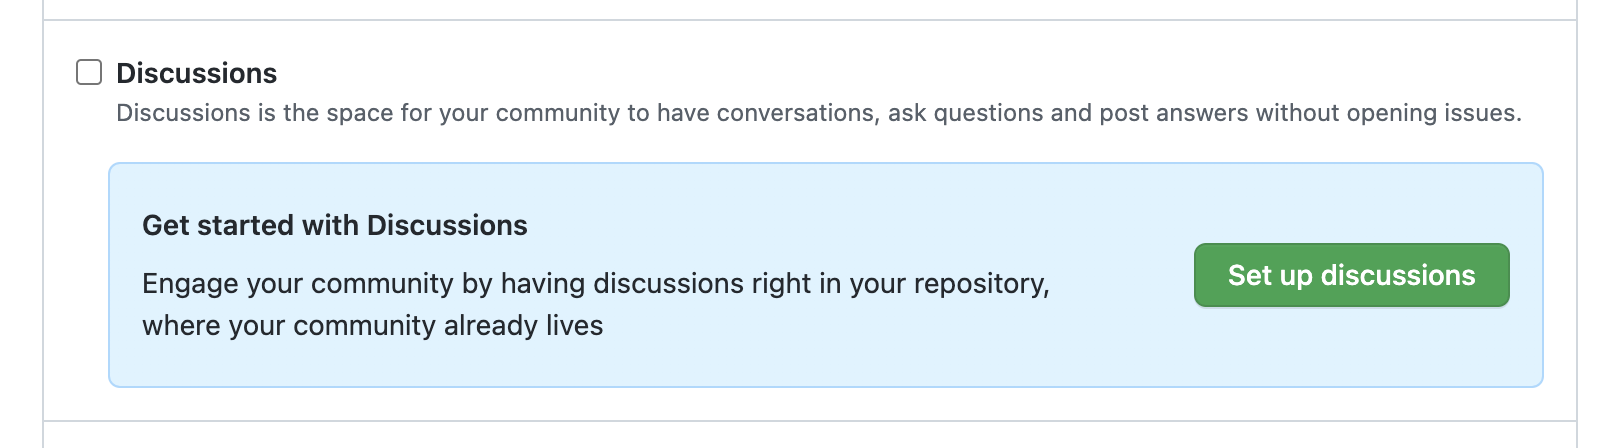 Discussions
Discussions is the space for your community to have conversations, ask questions and post answers without opening issues.
Get started with Discussions
Engage your community by having discussions right in your repository,
where your community already lives
Set up discussions